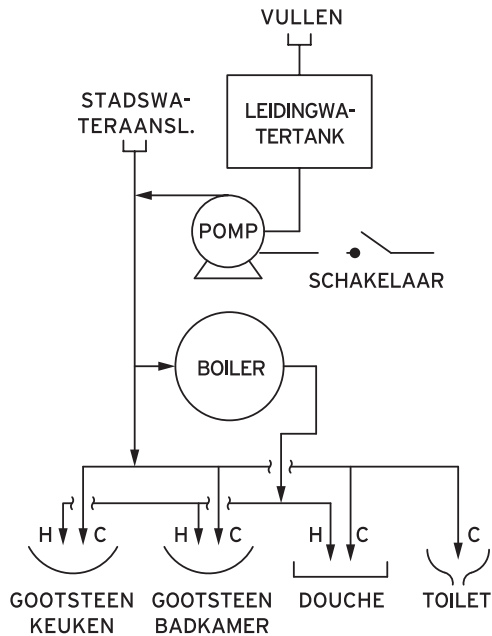 VULLEN
STADSWA-
TERAANSL.
LEIDINGWA-
TERTANK
POMP
SCHAKELAAR
BOILER
H C
H C
H C
C
GOOTSTEEN
KEUKEN
GOOTSTEEN
BADKAMER
DOUCHE
TOILET